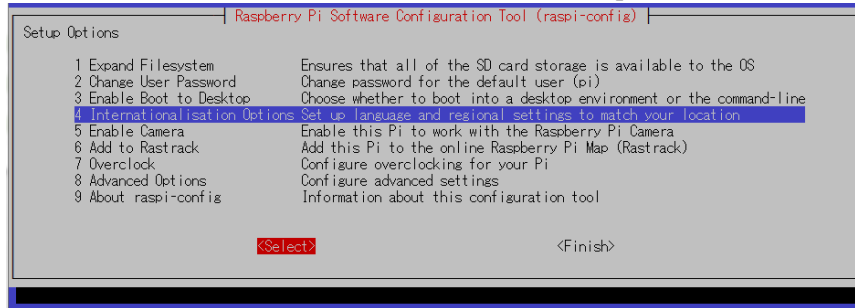 Raspberry Pi Software Configuration Tool (raspi-config)
Setup Options
1 Expand Filesystem Ensures that all of the SD card storage is available to the OS
2 Change User Password Change password for the default user (pi)
3 Enable Boot to Desktop Choose whether to boot into a desktop environment or the command-line
4 Internationalisation Options Set up language and regional settings to match your location
5 Enable Camera Enable this Pi to work with the Raspberry Pi Camera
6 Add to Rastrack Add this Pi to the online Raspberry Pi Map (Rastrack)
7 Overclock Configure overclocking for your Pi
8 Advanced Options Configure advanced settings
9 About raspi-config Information about this configuration tool
<Select> <Finish>